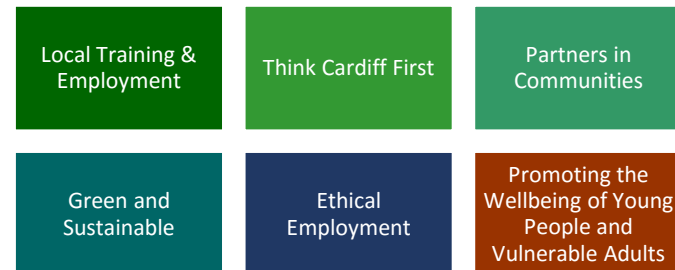 Local Training &
Employment
Think Cardiff First
Partners in
Communities
Green and
Sustainable
Ethical
Employment
Promoting the
Wellbeing of Young
People and
Vulnerable Adults